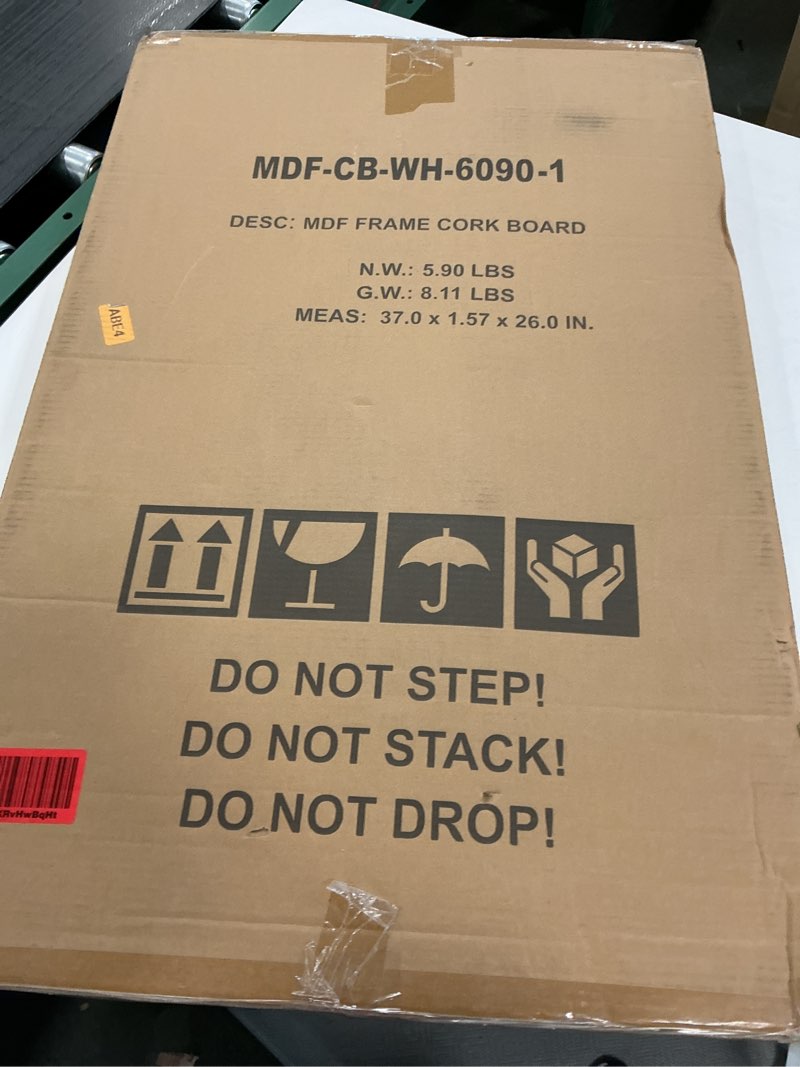 MDF-CB-WH-6090-1
DESC: MDF FRAME CORK BOARD
N.W.: 5.90 LBS
G.W.: 8.11 LBS
MEAS: 37.0 x 1.57 x 26.0 IN.
ABE4
DO NOT STEP!
DO NOT STACK!
DO NOT DROP!